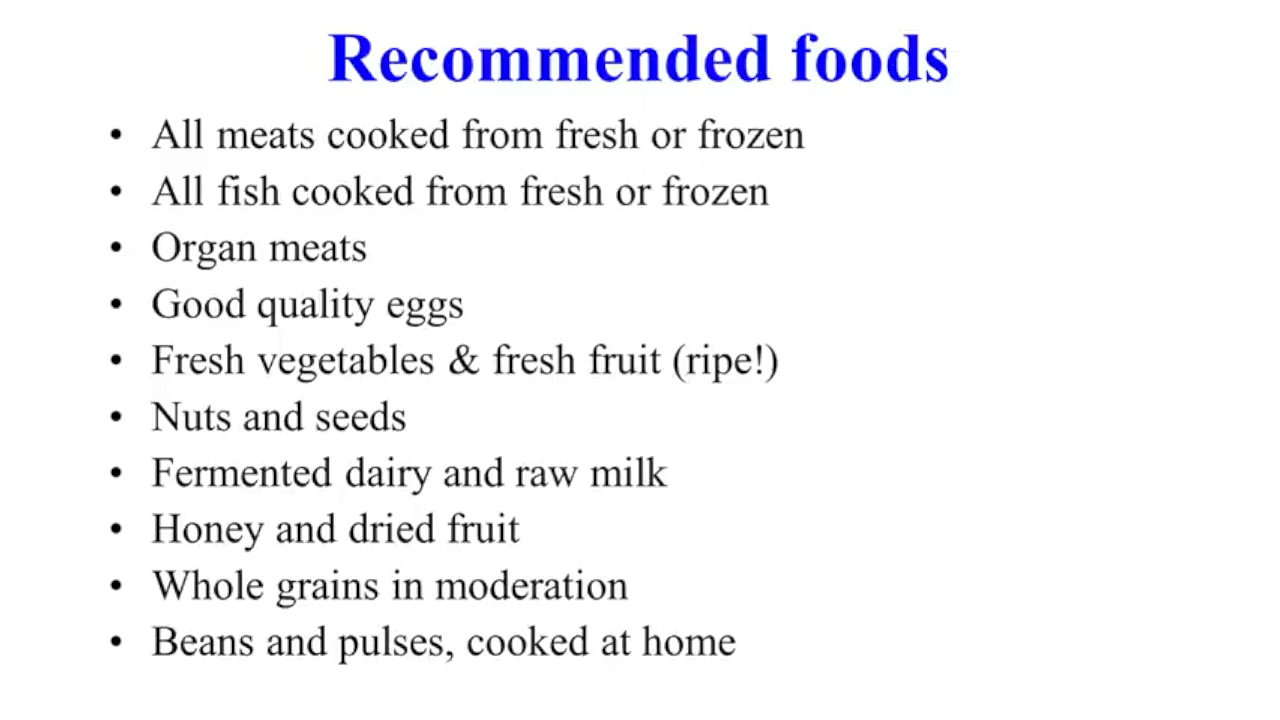 Recommended foods
• All meats cooked from fresh or frozen
• All fish cooked from fresh or frozen
• Organ meats
• Good quality eggs
• Fresh vegetables & fresh fruit (ripe!)
• Nuts and seeds
• Fermented dairy and raw milk
• Honey and dried fruit
• Whole grains in moderation
• Beans and pulses, cooked at home